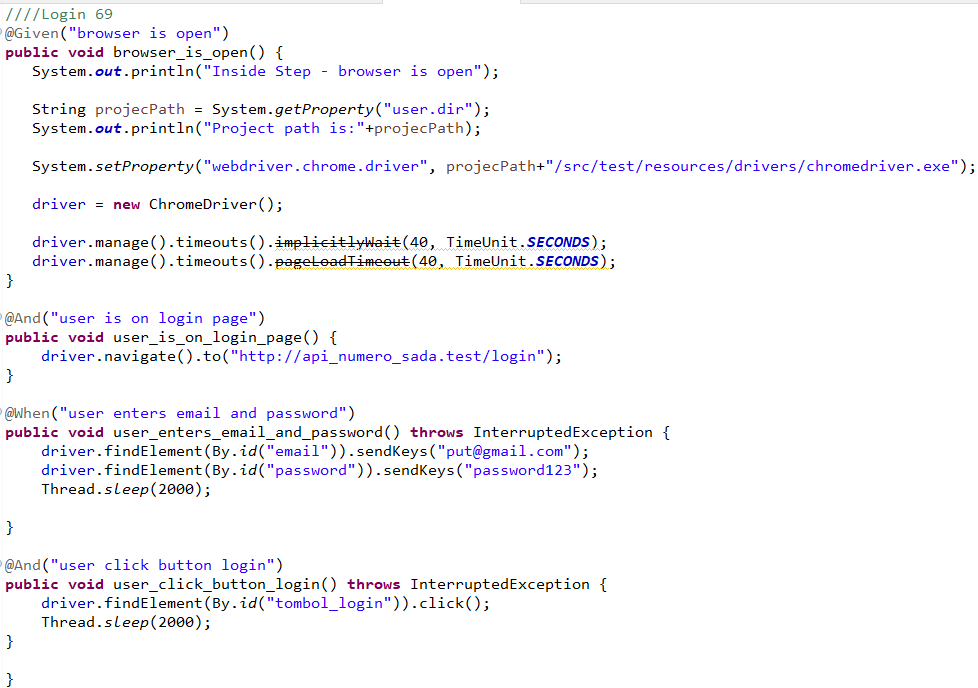 ////Login 69
@Given("browser is open")
public void browser_is_open() {
System.out.println("Inside Step - browser is open");
String projecPath = System.getProperty("user.dir");
System.out.println("Project path is:"+projecPath);
System.setProperty("webdriver.chrome.driver", projecPath+"/src/test/resources/drivers/chromedriver.exe");
driver = new ChromeDriver();
driver.manage().timeouts().implicitlyWait(40, TimeUnit.SECONDS);
driver.manage().timeouts().pageLoadTimeout(40, TimeUnit.SECONDS);
}
@And("user is on login page")
public void user_is_on_login_page() {
driver.navigate().to("http://api_numero_sada.test/login");
}
@When("user enters email and password")
public void user_enters_email_and_password() throws InterruptedException {
driver.findElement(By.id("email")).sendKeys("put@gmail.com");
driver.findElement(By.id("password")).sendKeys("password123");
Thread.sleep(2000);
}
@And("user click button login")
public void user_click_button_login() throws InterruptedException {
driver.findElement(By.id("tombol_login")).click();
Thread.sleep(2000);
}
}